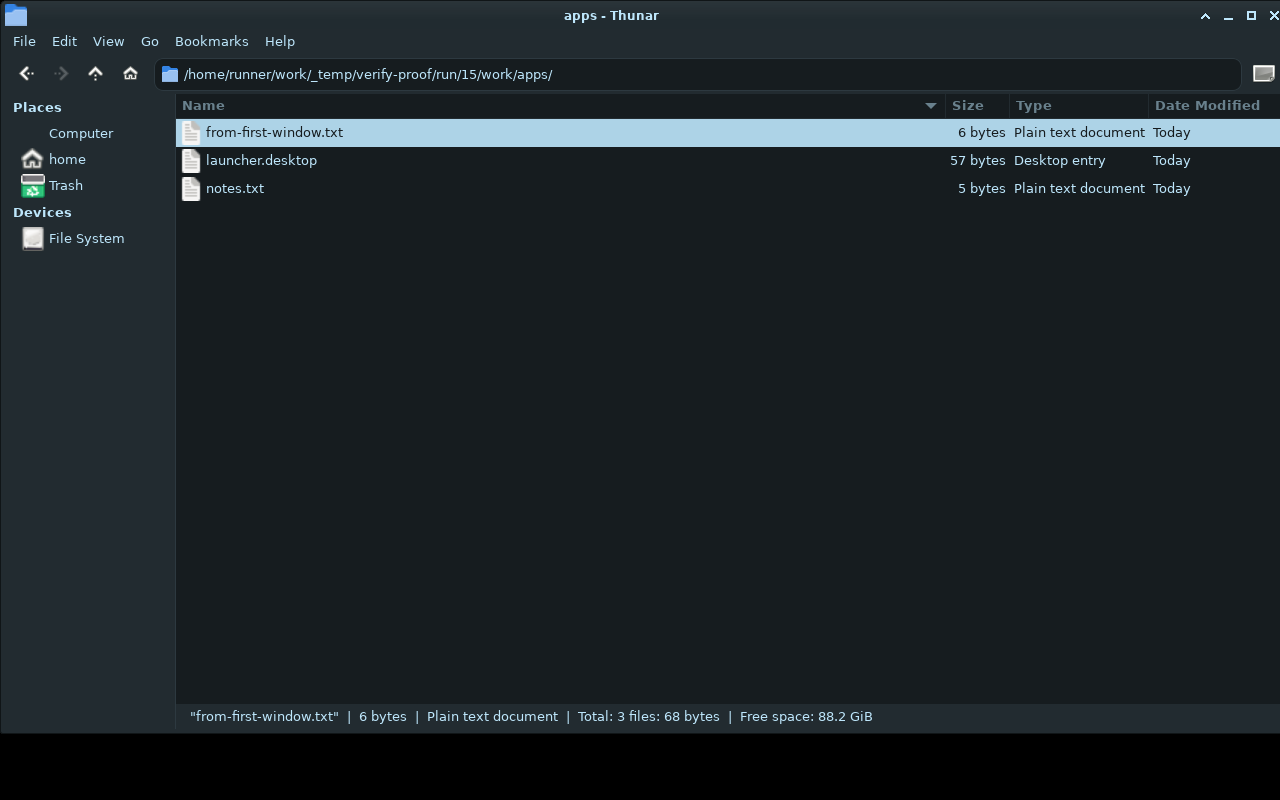 apps - Thunar
File Edit View Go Bookmarks Help
/home/runner/work/_temp/verify-proof/run/15/work/apps/
Places
Computer
home
Trash
Devices
File System
Name Size Type Date Modified
from-first-window.txt 6 bytes Plain text document Today
launcher.desktop 57 bytes Desktop entry Today
notes.txt 5 bytes Plain text document Today
"from-first-window.txt" | 6 bytes | Plain text document | Total: 3 files: 68 bytes | Free space: 88.2 GiB